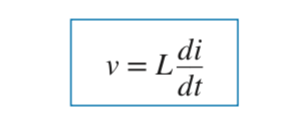 v = L di/dt